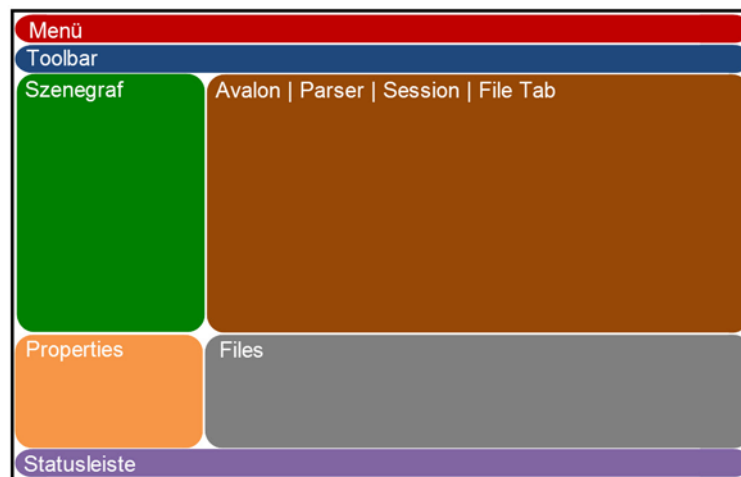 Menü
Toolbar
Szenegraf
Avalon | Parser | Session | File Tab
Properties
Files
Statusleiste